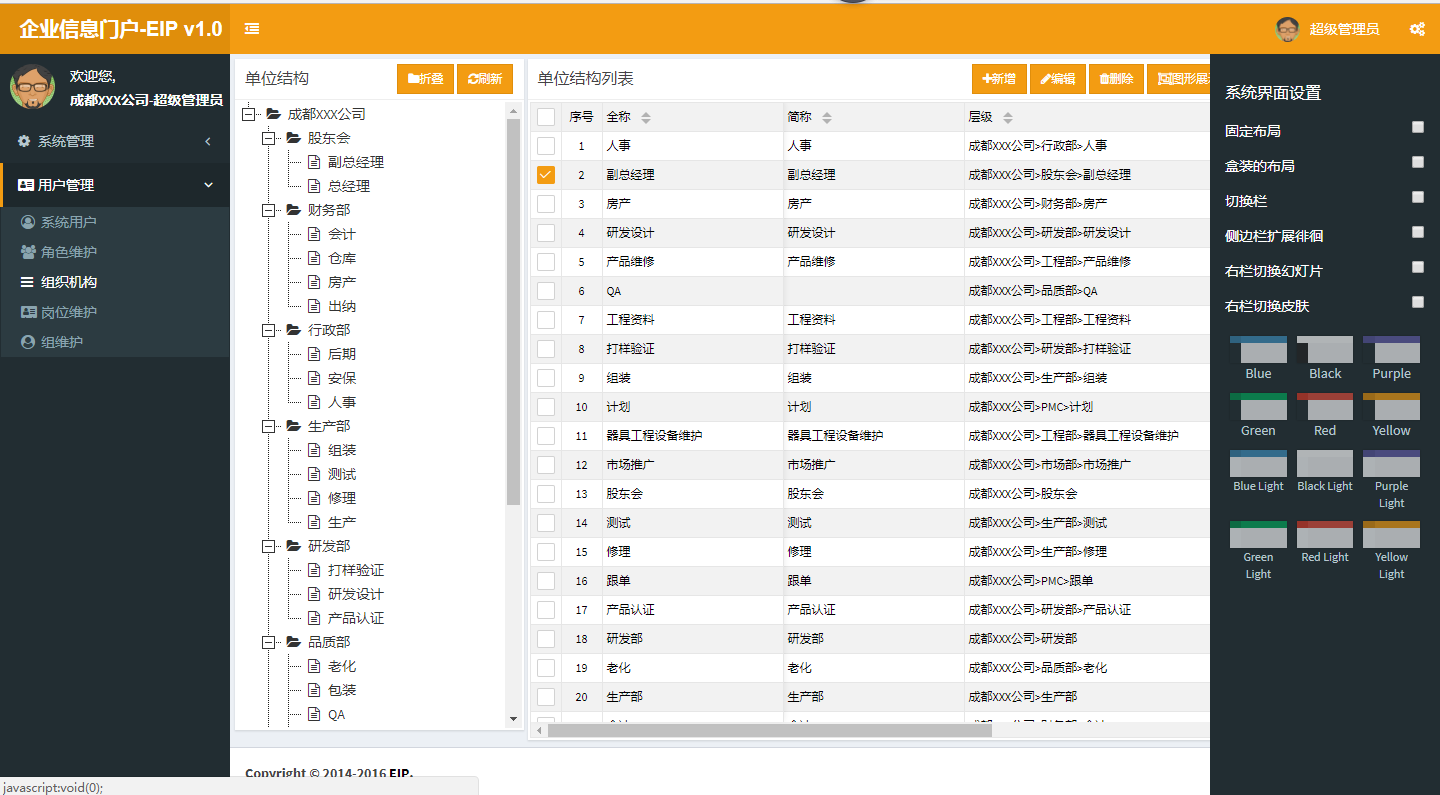 企业信息门户-EIP v1.0
超级管理员
欢迎您,
成都XXX公司-超级管理员
系统管理
用户管理
系统用户
角色维护
组织机构
岗位维护
组维护
单位结构
折叠
刷新
成都XXX公司
股东会
副总经理
总经理
财务部
会计
仓库
房产
出纳
行政部
后期
安保
人事
生产部
组装
测试
修理
生产
研发部
打样验证
研发设计
产品认证
品质部
老化
包装
QA
单位结构列表
新增
编辑
删除
图形展
序号 全称 简称 层级
1 人事 人事 成都XXX公司>行政部>人事
2 副总经理 副总经理 成都XXX公司>股东会>副总经理
3 房产 房产 成都XXX公司>财务部>房产
4 研发设计 研发设计 成都XXX公司>研发部>研发设计
5 产品维修 产品维修 成都XXX公司>工程部>产品维修
6 QA 成都XXX公司>品质部>QA
7 工程资料 工程资料 成都XXX公司>工程部>工程资料
8 打样验证 打样验证 成都XXX公司>研发部>打样验证
9 组装 组装 成都XXX公司>生产部>组装
10 计划 计划 成都XXX公司>PMC>计划
11 器具工程设备维护 器具工程设备维护 成都XXX公司>工程部>器具工程设备维护
12 市场推广 市场推广 成都XXX公司>市场部>市场推广
13 股东会 股东会 成都XXX公司>股东会
14 测试 测试 成都XXX公司>生产部>测试
15 修理 修理 成都XXX公司>生产部>修理
16 跟单 跟单 成都XXX公司>PMC>跟单
17 产品认证 产品认证 成都XXX公司>研发部>产品认证
18 研发部 研发部 成都XXX公司>研发部
19 老化 老化 成都XXX公司>品质部>老化
20 生产部 生产部 成都XXX公司>生产部
系统界面设置
固定布局
盒装的布局
切换栏
侧边栏扩展徘徊
右栏切换幻灯片
右栏切换皮肤
Blue Black Purple
Green Red Yellow
Blue Light Black Light Purple Light
Green Light Red Light Yellow Light
Copyright © 2014-2016 EIP.
javascript:void(0);